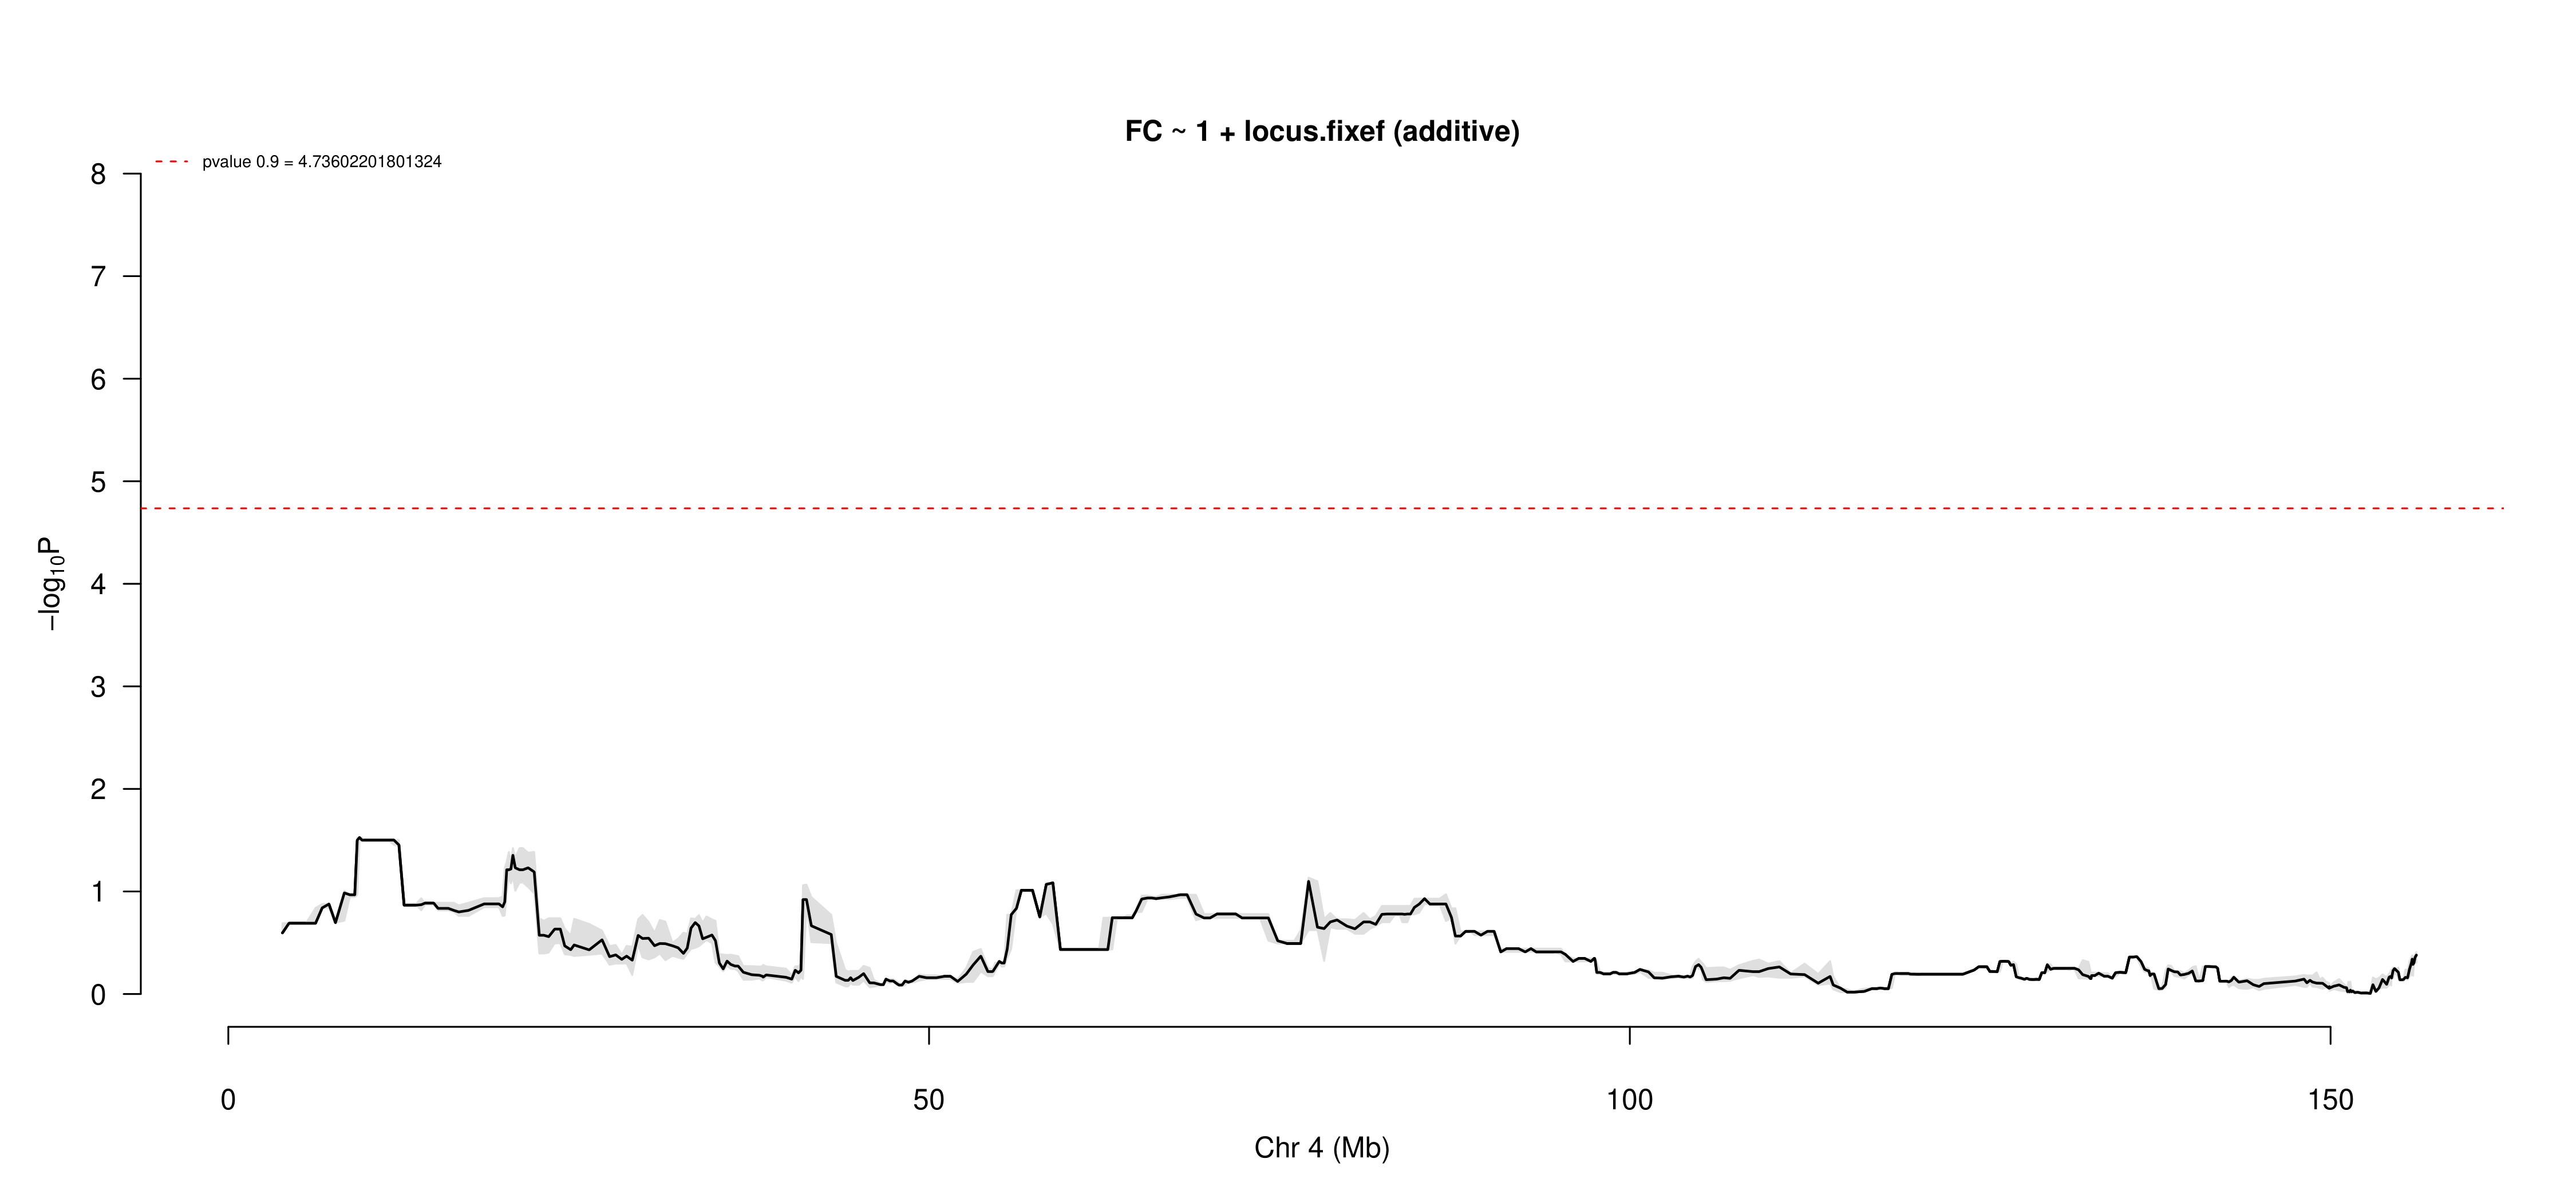 FC ~ 1 + locus.fixef (additive)
pvalue 0.9 = 4.73602201801324
8
7
6
5
4
3
2
1
0
−log10P
0 50 100 150
Chr 4 (Mb)